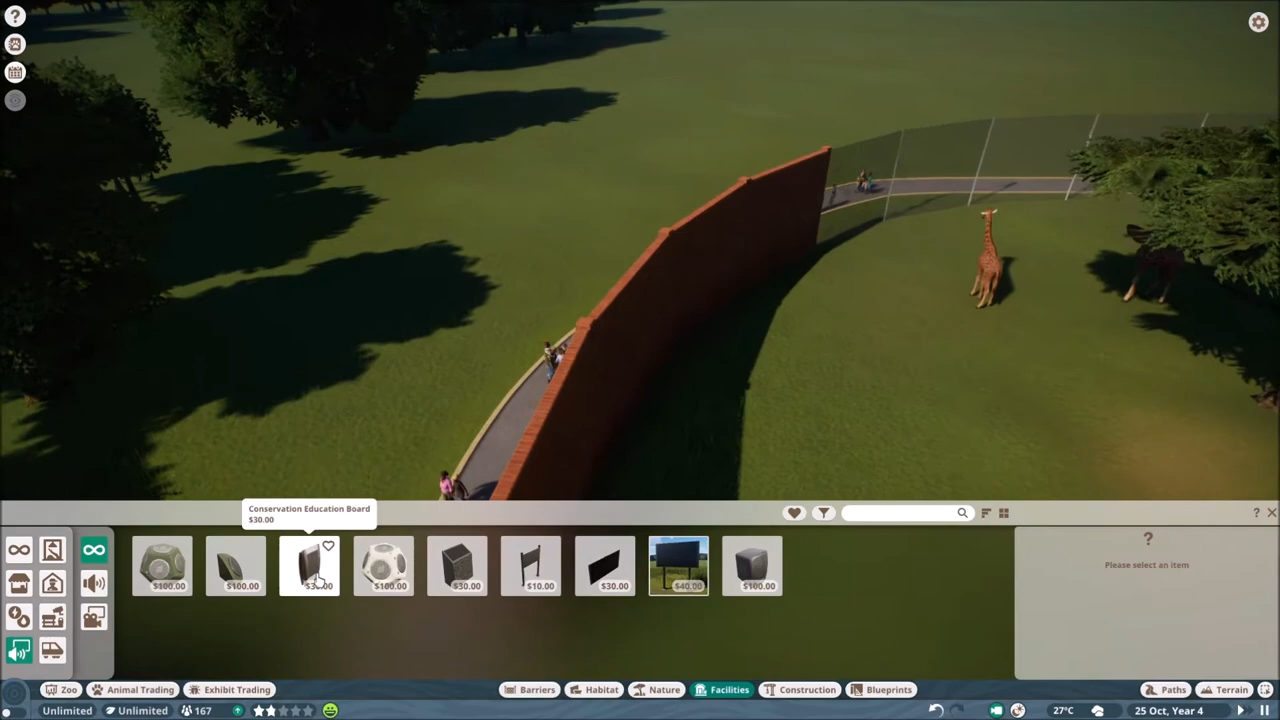 Conservation Education Board
$30.00
$100.00
$100.00
$100.00
$30.00
$10.00
$30.00
$40.00
$100.00
?
?
Please select an item
Zoo
Animal Trading
Exhibit Trading
Barriers
Habitat
Nature
Facilities
Construction
Blueprints
Paths
Terrain
Unlimited
Unlimited
167
27°C
25 Oct, Year 4